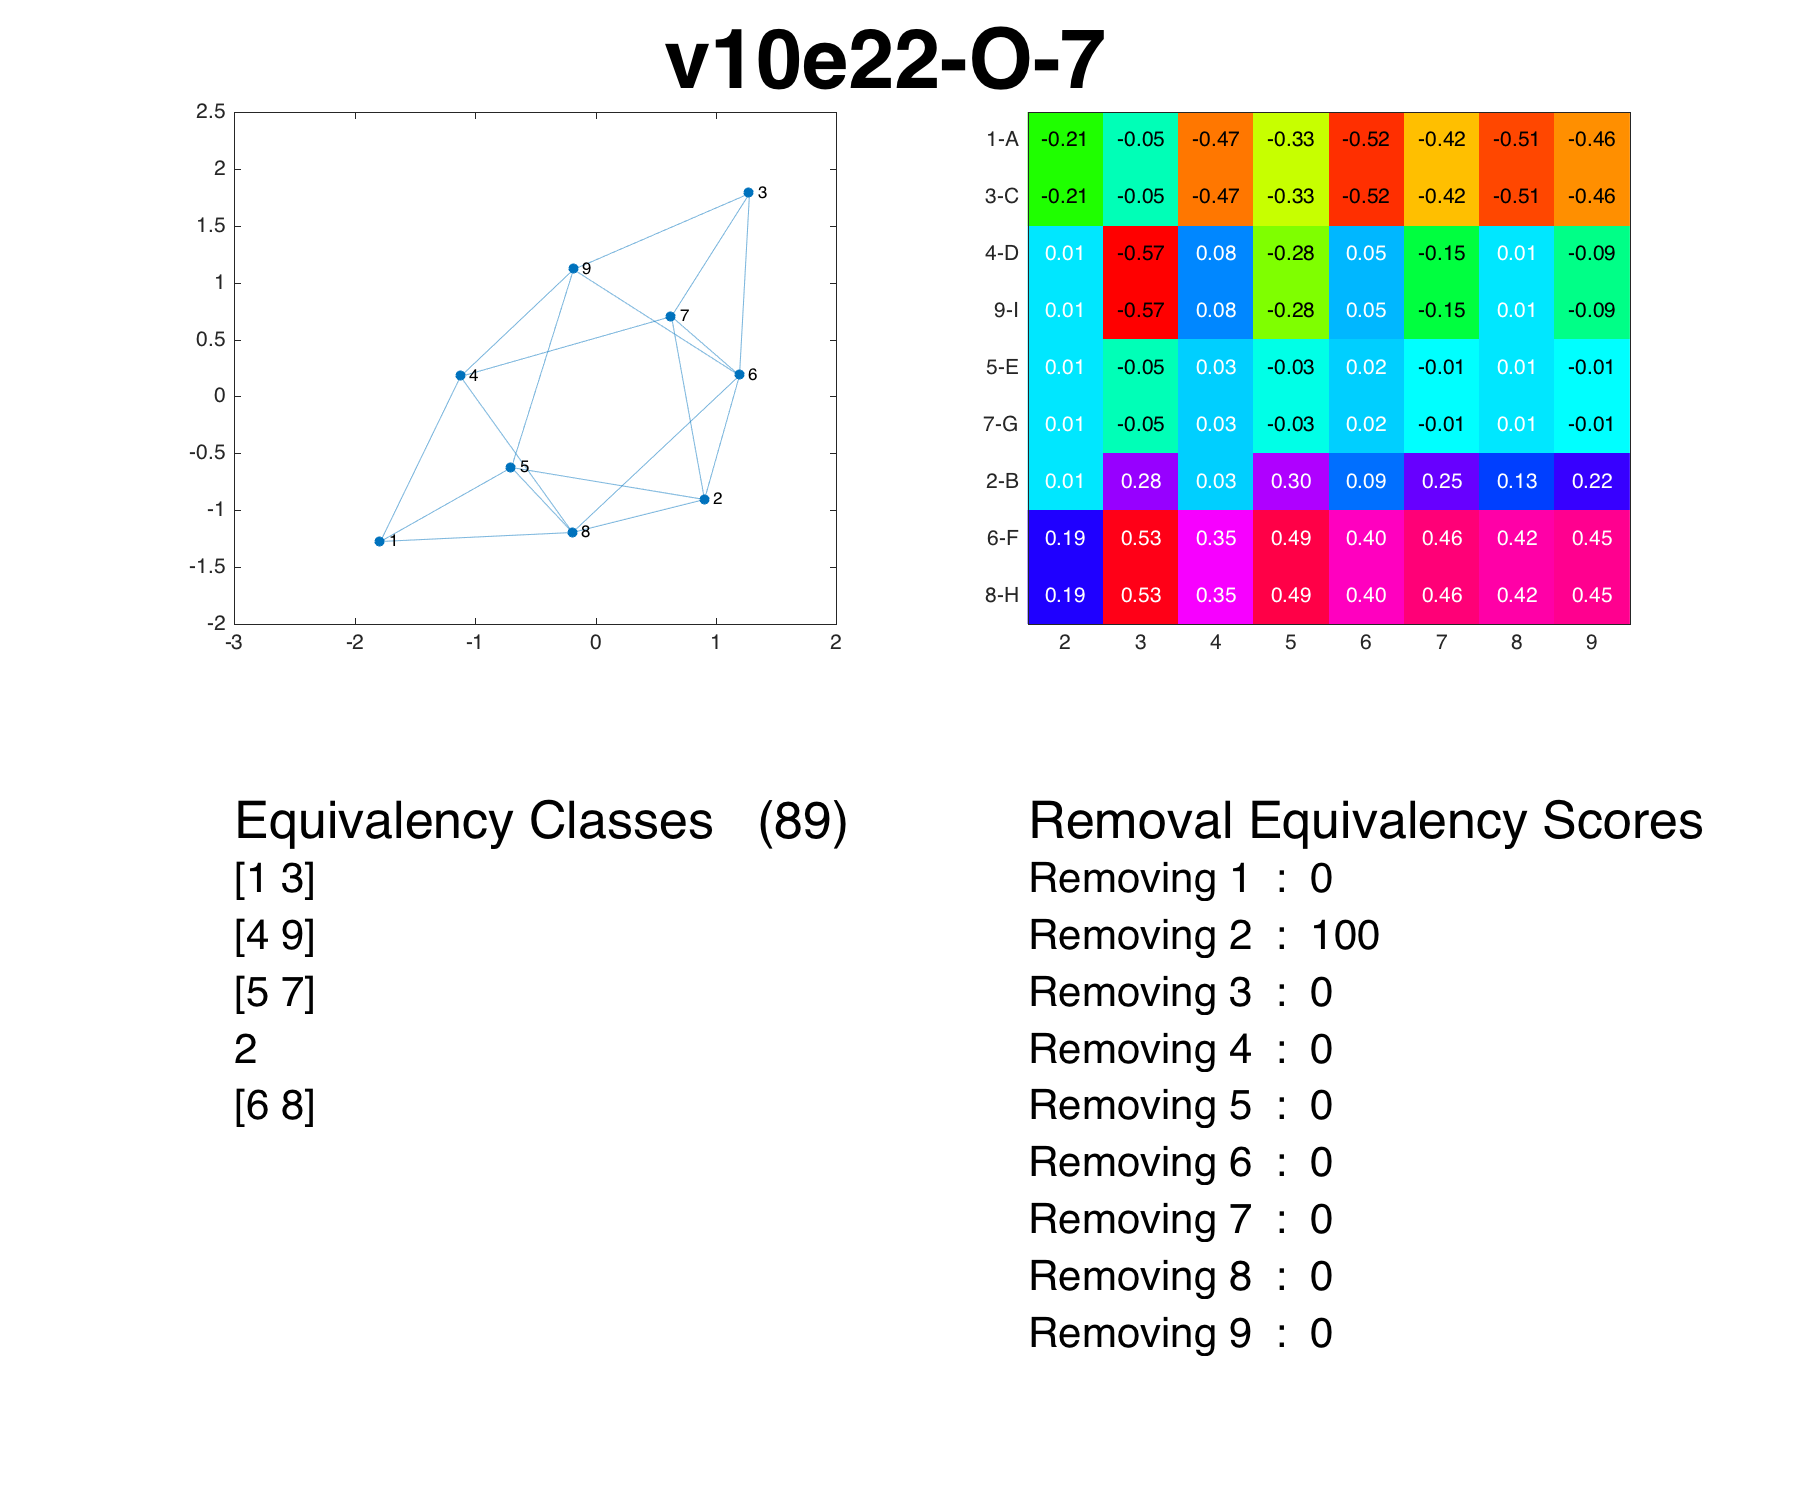 v10e22-O-7
2.5
2
1.5
1
0.5
0
-0.5
-1
-1.5
-2
-3 -2 -1 0 1 2
3
9
7
4
6
5
2
8
1
1-A -0.21 -0.05 -0.47 -0.33 -0.52 -0.42 -0.51 -0.46
3-C -0.21 -0.05 -0.47 -0.33 -0.52 -0.42 -0.51 -0.46
4-D 0.01 -0.57 0.08 -0.28 0.05 -0.15 0.01 -0.09
9-I 0.01 -0.57 0.08 -0.28 0.05 -0.15 0.01 -0.09
5-E 0.01 -0.05 0.03 -0.03 0.02 -0.01 0.01 -0.01
7-G 0.01 -0.05 0.03 -0.03 0.02 -0.01 0.01 -0.01
2-B 0.01 0.28 0.03 0.30 0.09 0.25 0.13 0.22
6-F 0.19 0.53 0.35 0.49 0.40 0.46 0.42 0.45
8-H 0.19 0.53 0.35 0.49 0.40 0.46 0.42 0.45
2 3 4 5 6 7 8 9
Equivalency Classes (89)
[1 3]
[4 9]
[5 7]
2
[6 8]
Removal Equivalency Scores
Removing 1 : 0
Removing 2 : 100
Removing 3 : 0
Removing 4 : 0
Removing 5 : 0
Removing 6 : 0
Removing 7 : 0
Removing 8 : 0
Removing 9 : 0